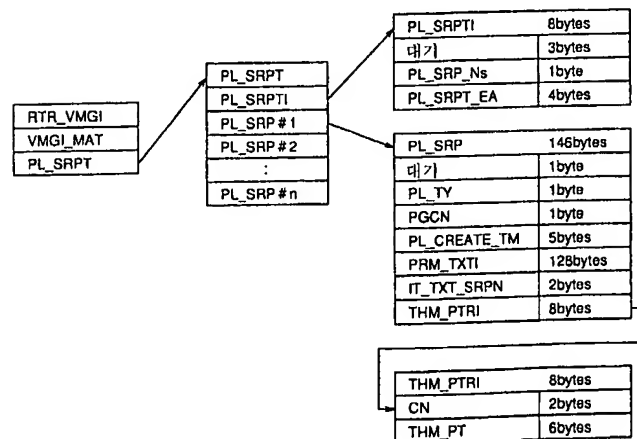 RTR_VMGI
VMGI_MAT
PL_SRPT
PL_SRPT
PL_SRPTI
PL_SRP#1
PL_SRP#2
:
PL_SRP#n
PL_SRPTI 8bytes
대기 3bytes
PL_SRP_Ns 1byte
PL_SRPT_EA 4bytes
PL_SRP 146bytes
대기 1byte
PL_TY 1byte
PGCN 1byte
PL_CREATE_TM 5bytes
PRM_TXTI 128bytes
IT_TXT_SRPN 2bytes
THM_PTRI 8bytes
THM_PTRI 8bytes
CN 2bytes
THM_PT 6bytes